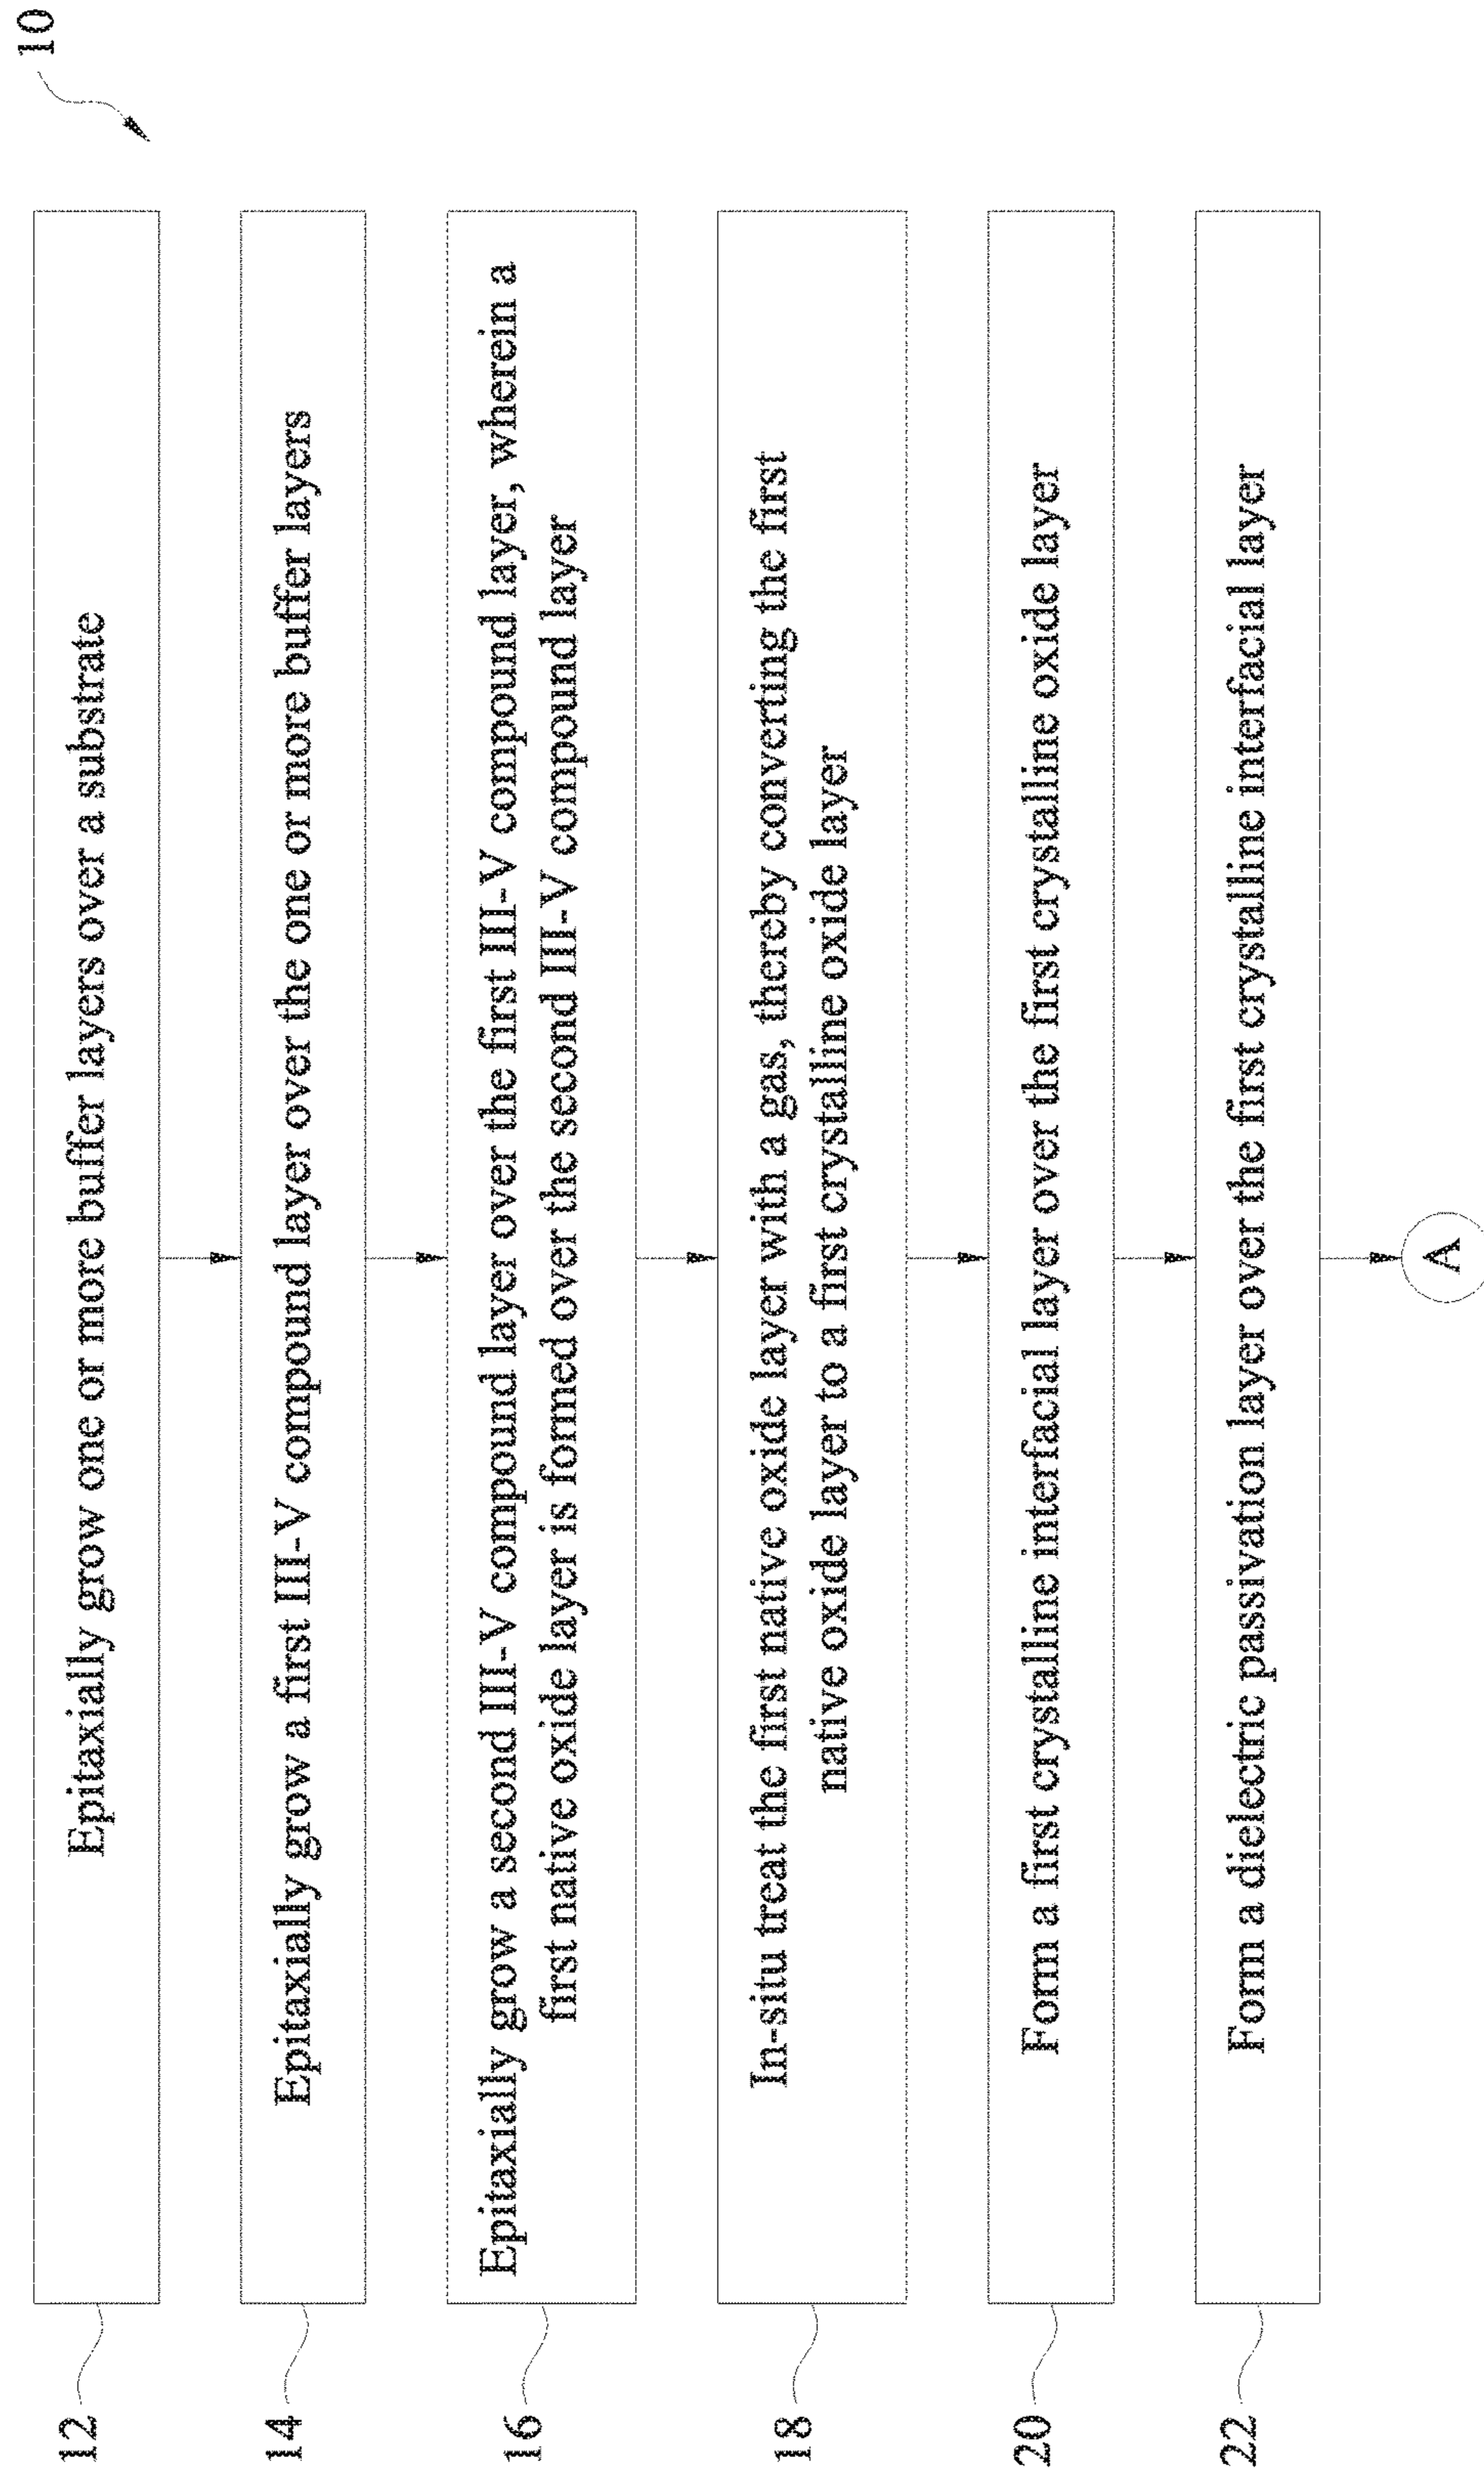 10
12
Epitaxially grow one or more buffer layers over a substrate
14
Epitaxially grow a first III-V compound layer over the one or more buffer layers
16
Epitaxially grow a second III-V compound layer over the first III-V compound layer, wherein a
first native oxide layer is formed over the second III-V compound layer
18
In-situ treat the first native oxide layer with a gas, thereby converting the first
native oxide layer to a first crystalline oxide layer
20
Form a first crystalline interfacial layer over the first crystalline oxide layer
22
Form a dielectric passivation layer over the first crystalline interfacial layer
A